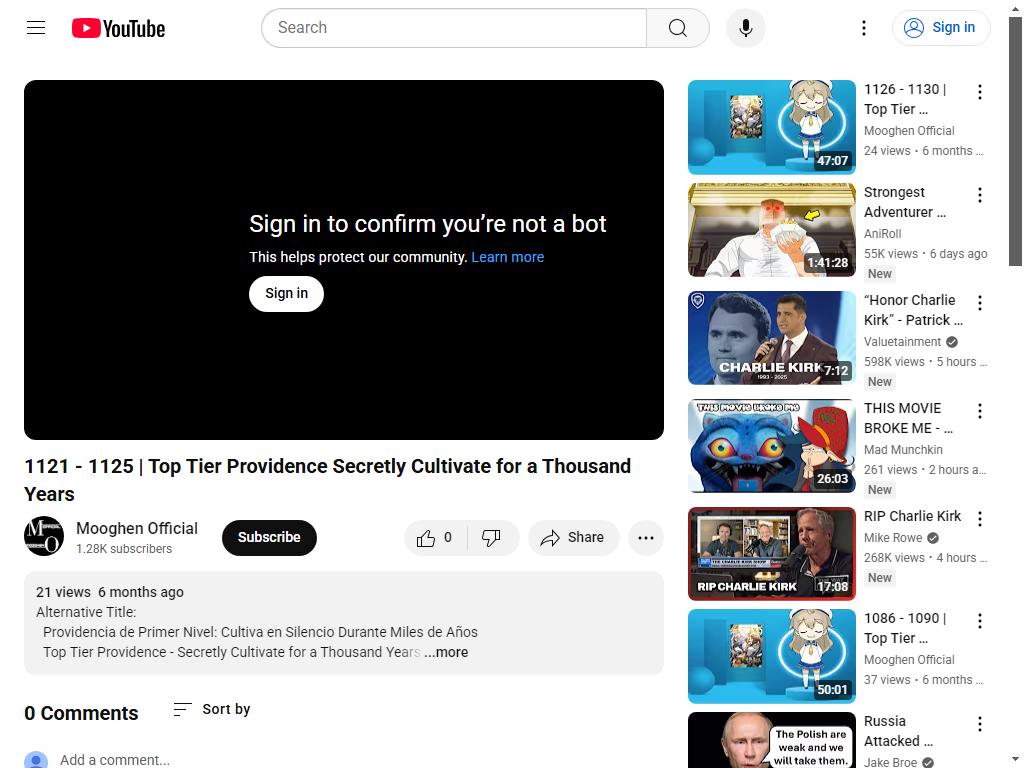 YouTube
Search
Sign in
Sign in to confirm you’re not a bot
This helps protect our community. Learn more
Sign in
1121 - 1125 | Top Tier Providence Secretly Cultivate for a Thousand
Years
Mooghen Official
1.28K subscribers
Subscribe
0
Share
21 views 6 months ago
Alternative Title:
Providencia de Primer Nivel: Cultiva en Silencio Durante Miles de Años
Top Tier Providence - Secretly Cultivate for a Thousand Years ...more
0 Comments
Sort by
Add a comment...
47:07
1126 - 1130 |
Top Tier ...
Mooghen Official
24 views • 6 months ...
1:41:28
Strongest
Adventurer ...
AniRoll
55K views • 6 days ago
New
CHARLIE KIRK
1993 - 2025
7:12
“Honor Charlie
Kirk” - Patrick ...
Valuetainment
598K views • 5 hours ...
New
THIS MOVIE BROKE ME
26:03
THIS MOVIE
BROKE ME - ...
Mad Munchkin
261 views • 2 hours a...
New
THE CHARLIE KIRK SHOW
RIP CHARLIE KIRK
17:08
RIP Charlie Kirk
Mike Rowe
268K views • 4 hours ...
New
50:01
1086 - 1090 |
Top Tier ...
Mooghen Official
37 views • 6 months ...
The Polish are
weak and we
will take them.
Russia
Attacked ...
Jake Broe